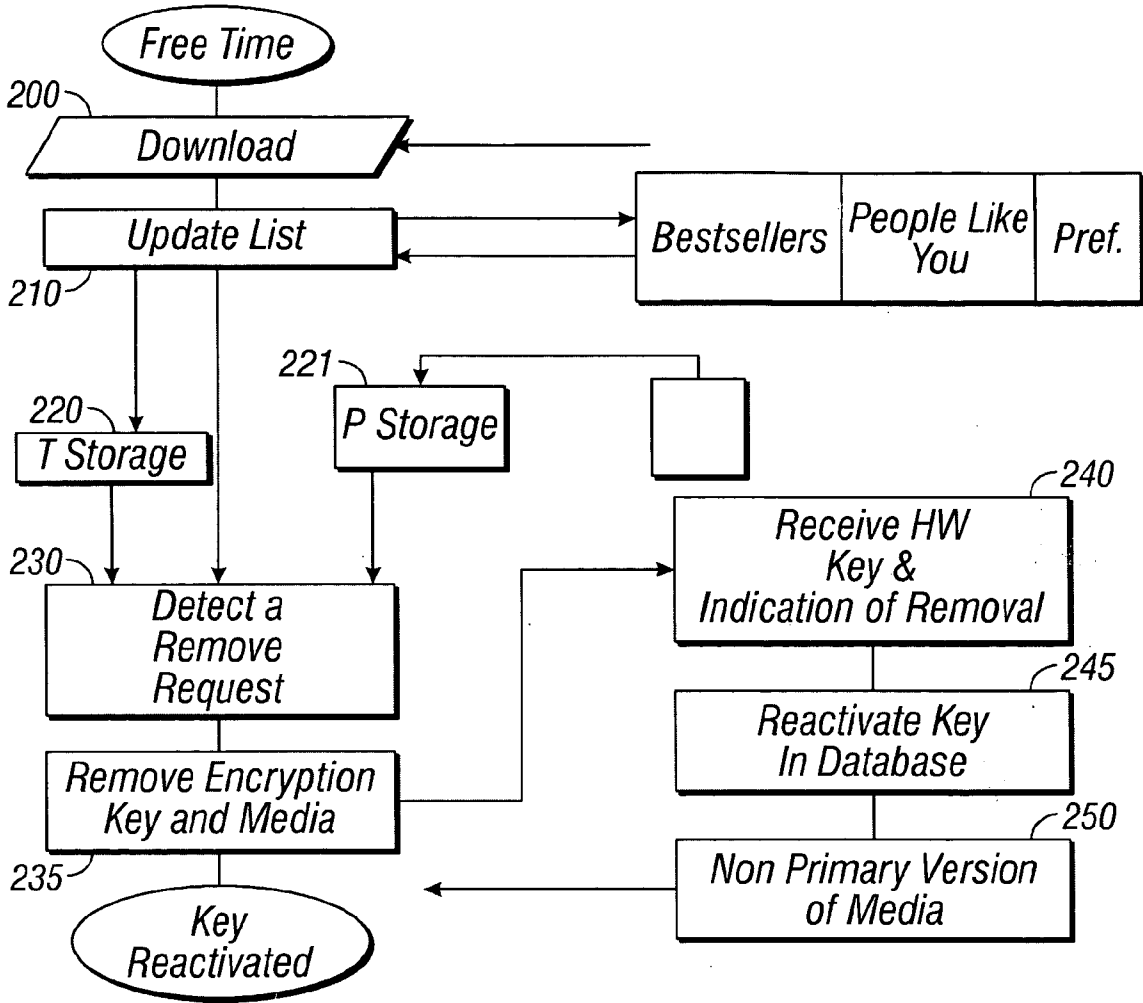 Free Time
200
Download
Update List
210
Bestsellers
People Like
You
Pref.
221
P Storage
220
T Storage
230
Detect a
Remove
Request
240
Receive HW
Key &
Indication of Removal
245
Reactivate Key
In Database
Remove Encryption
Key and Media
235
250
Non Primary Version
of Media
Key
Reactivated